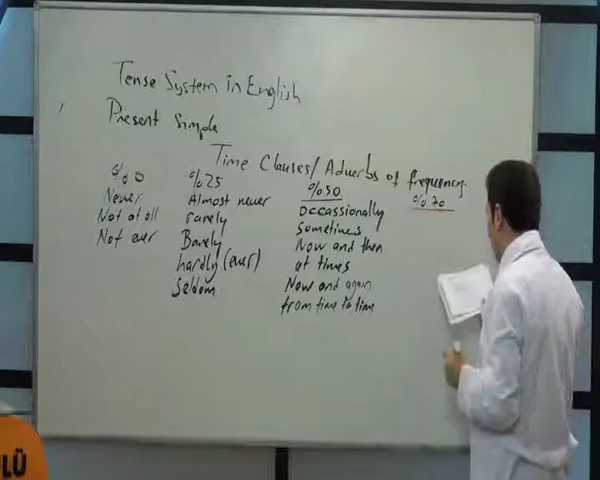 Tense System in English
Present Simple
Time Clauses/ Adverbs of frequency.
%0
Never
Not at all
Not ever
%25
Almost never
rarely
Barely
hardly (ever)
Seldom
%50
occassionally
sometimes
Now and then
at times
Now and again
from time to time
%70
LÜ